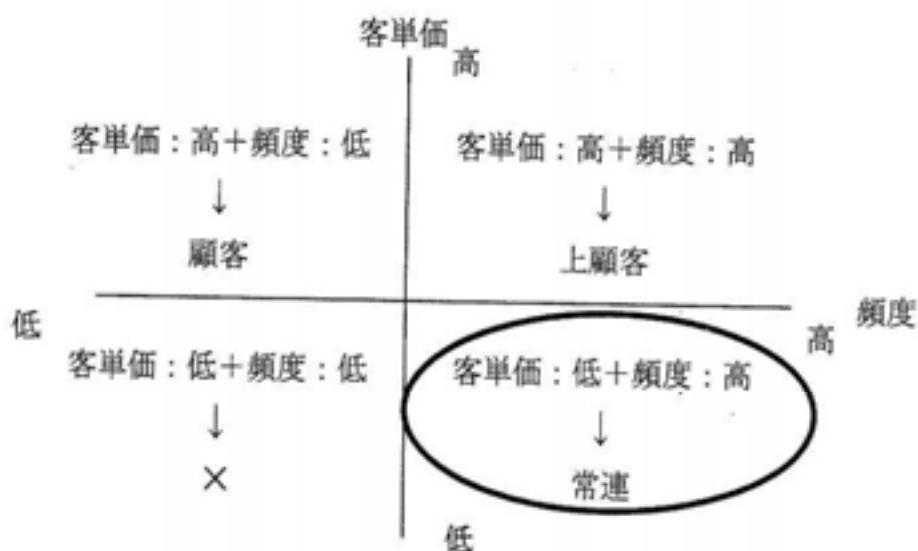 客単価
高
客単価：高＋頻度：低
↓
顧客
客単価：高＋頻度：高
↓
上顧客
低
頻度
高
客単価：低＋頻度：低
↓
×
客単価：低＋頻度：高
↓
常連
低